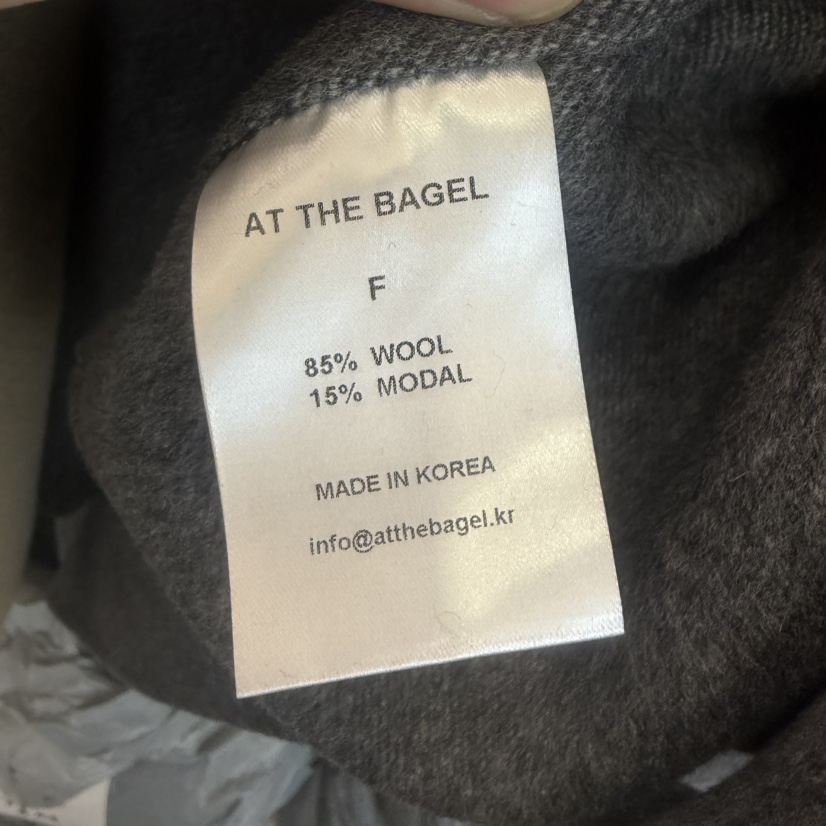 AT THE BAGEL
F
85% WOOL
15% MODAL
MADE IN KOREA
info@atthebagel.kr